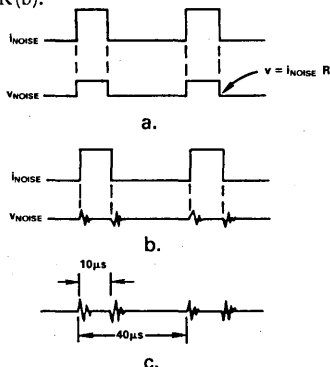 K(b).
iNOISE
vNOISE
v = iNOISE R
a.
iNOISE
vNOISE
b.
10μs
40μs
c.